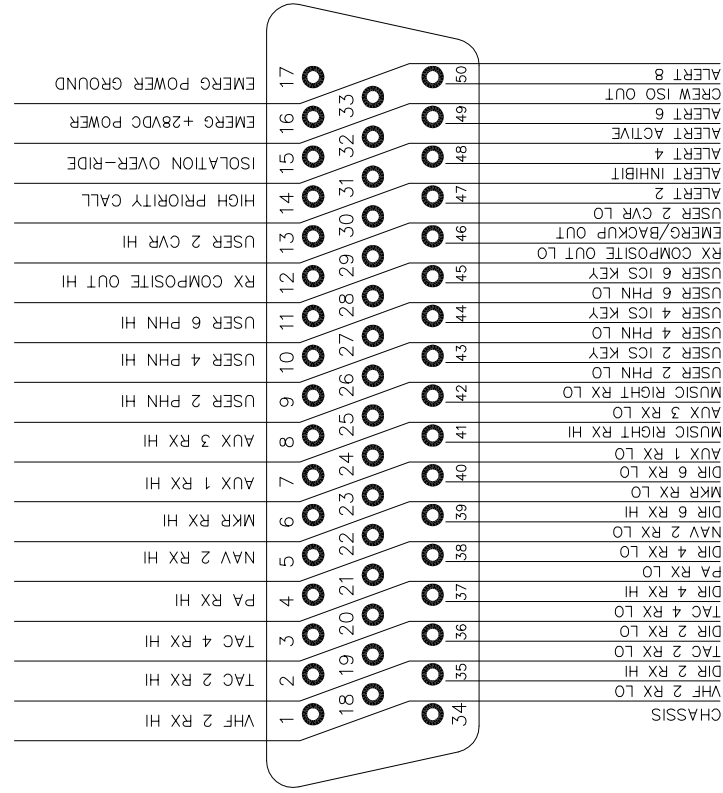 CHASSIS
VHF 2 RX LO
DIR 2 RX HI
TAC 2 RX LO
DIR 2 RX LO
TAC 4 RX LO
DIR 4 RX HI
PA RX LO
DIR 4 RX LO
NAV 2 RX LO
DIR 6 RX HI
MKR RX LO
DIR 6 RX LO
AUX 1 RX LO
MUSIC RIGHT RX HI
AUX 3 RX LO
MUSIC RIGHT RX LO
USER 2 PHN LO
USER 2 ICS KEY
USER 4 PHN LO
USER 4 ICS KEY
USER 6 PHN LO
USER 6 ICS KEY
RX COMPOSITE OUT LO
EMERG/BACKUP OUT
USER 2 CVR LO
ALERT 2
ALERT INHIBIT
ALERT 4
ALERT ACTIVE
ALERT 6
CREW ISO OUT
ALERT 8
34
35
36
37
38
39
40
41
42
43
44
45
46
47
48
49
50
18
19
20
21
22
23
24
25
26
27
28
29
30
31
32
33
1
2
3
4
5
6
7
8
9
10
11
12
13
14
15
16
17
VHF 2 RX HI
TAC 2 RX HI
TAC 4 RX HI
PA RX HI
NAV 2 RX HI
MKR RX HI
AUX 1 RX HI
AUX 3 RX HI
USER 2 PHN HI
USER 4 PHN HI
USER 6 PHN HI
RX COMPOSITE OUT HI
USER 2 CVR HI
HIGH PRIORITY CALL
ISOLATION OVER-RIDE
EMERG +28VDC POWER
EMERG POWER GROUND